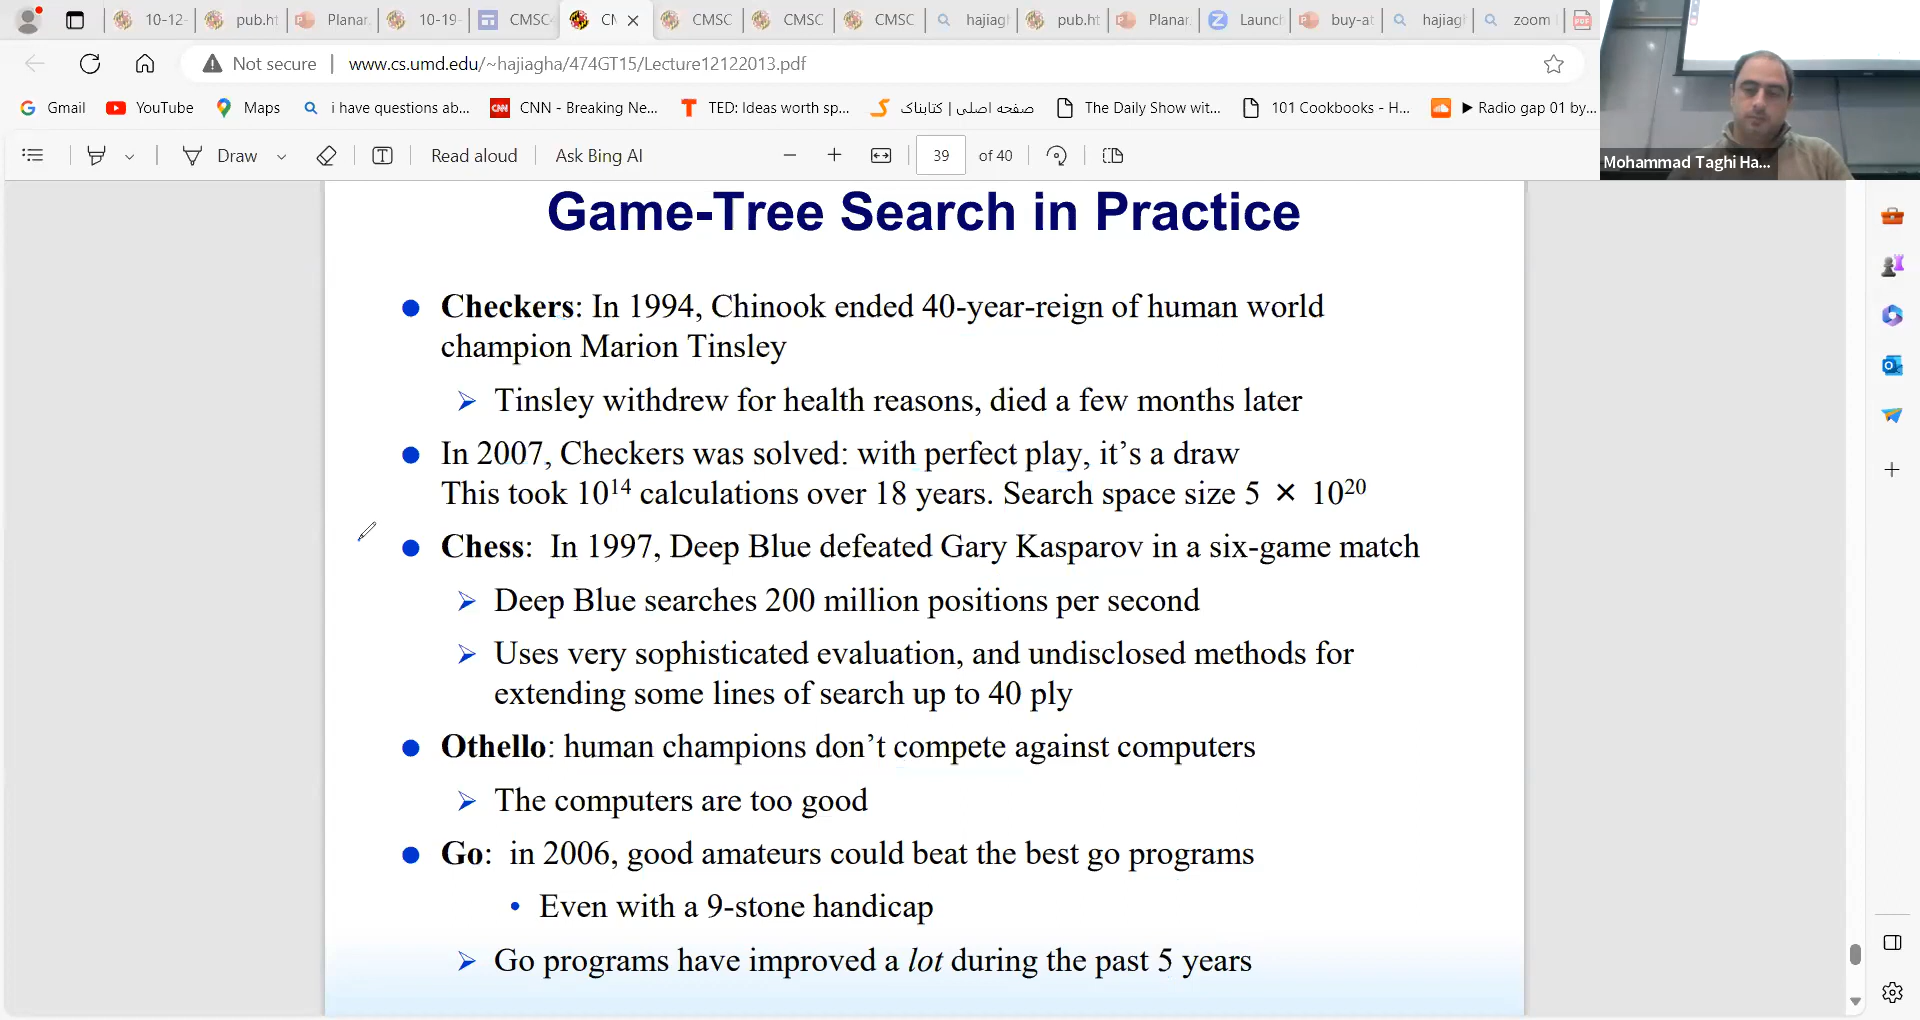 10-12-
pub.ht
Planar.
10-19-
CMSC
CM
CMSC
CMSC
CMSC
hajiagh
pub.ht
Planar.
Launch
buy-at
hajiagh
zoom
Not secure
www.cs.umd.edu/~hajiagha/474GT15/Lecture12122013.pdf
Gmail
YouTube
Maps
i have questions ab...
CNN - Breaking Ne...
TED: Ideas worth sp...
صفحه اصلی | کتابناک
The Daily Show wit...
101 Cookbooks - H...
▶ Radio gap 01 by...
Mohammad Taghi Ha...
Draw
Read aloud
Ask Bing AI
39
of 40
Game-Tree Search in Practice
● Checkers: In 1994, Chinook ended 40-year-reign of human world
champion Marion Tinsley
➢ Tinsley withdrew for health reasons, died a few months later
● In 2007, Checkers was solved: with perfect play, it’s a draw
This took 10¹⁴ calculations over 18 years. Search space size 5 × 10²⁰
● Chess: In 1997, Deep Blue defeated Gary Kasparov in a six-game match
➢ Deep Blue searches 200 million positions per second
➢ Uses very sophisticated evaluation, and undisclosed methods for
extending some lines of search up to 40 ply
● Othello: human champions don’t compete against computers
➢ The computers are too good
● Go: in 2006, good amateurs could beat the best go programs
• Even with a 9-stone handicap
➢ Go programs have improved a lot during the past 5 years